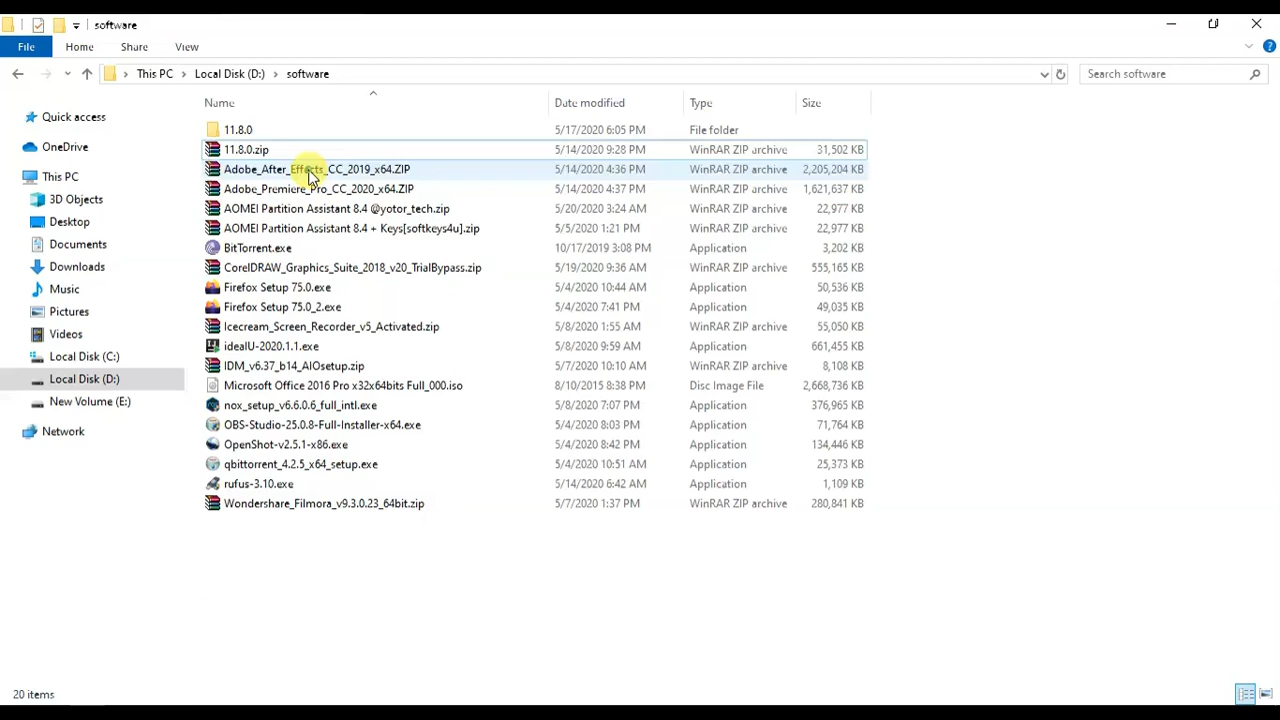 software
File Home Share View
This PC > Local Disk (D:) > software Search software
Name Date modified Type Size
Quick access
OneDrive
This PC
3D Objects
Desktop
Documents
Downloads
Music
Pictures
Videos
Local Disk (C:)
Local Disk (D:)
New Volume (E:)
Network
11.8.0 5/17/2020 6:05 PM File folder
11.8.0.zip 5/14/2020 9:28 PM WinRAR ZIP archive 31,502 KB
Adobe_After_Effects_CC_2019_x64.ZIP 5/14/2020 4:36 PM WinRAR ZIP archive 2,205,204 KB
Adobe_Premiere_Pro_CC_2020_x64.ZIP 5/14/2020 4:37 PM WinRAR ZIP archive 1,621,637 KB
AOMEI Partition Assistant 8.4 @yotor_tech.zip 5/20/2020 3:24 AM WinRAR ZIP archive 22,977 KB
AOMEI Partition Assistant 8.4 + Keys[softkeys4u].zip 5/5/2020 1:21 PM WinRAR ZIP archive 22,977 KB
BitTorrent.exe 10/17/2019 3:08 PM Application 3,202 KB
CorelDRAW_Graphics_Suite_2018_v20_TrialBypass.zip 5/19/2020 9:36 AM WinRAR ZIP archive 555,165 KB
Firefox Setup 75.0.exe 5/4/2020 10:44 AM Application 50,536 KB
Firefox Setup 75.0_2.exe 5/4/2020 7:41 PM Application 49,035 KB
Icecream_Screen_Recorder_v5_Activated.zip 5/8/2020 1:55 AM WinRAR ZIP archive 55,050 KB
ideaIU-2020.1.1.exe 5/8/2020 9:59 AM Application 661,455 KB
IDM_v6.37_b14_AIOsetup.zip 5/7/2020 10:10 AM WinRAR ZIP archive 8,108 KB
Microsoft Office 2016 Pro x32x64bits Full_000.iso 8/10/2015 8:38 PM Disc Image File 2,668,736 KB
nox_setup_v6.6.0.6_full_intl.exe 5/8/2020 7:07 PM Application 376,965 KB
OBS-Studio-25.0.8-Full-Installer-x64.exe 5/4/2020 8:03 PM Application 71,764 KB
OpenShot-v2.5.1-x86.exe 5/4/2020 8:42 PM Application 134,446 KB
qbittorrent_4.2.5_x64_setup.exe 5/4/2020 10:51 AM Application 25,373 KB
rufus-3.10.exe 5/14/2020 6:42 AM Application 1,109 KB
Wondershare_Filmora_v9.3.0.23_64bit.zip 5/7/2020 1:37 PM WinRAR ZIP archive 280,841 KB
20 items